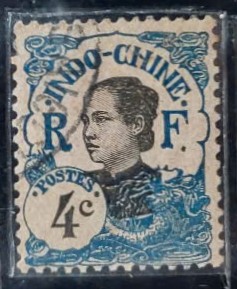 INDO-CHINE
R F.
POSTES
4c